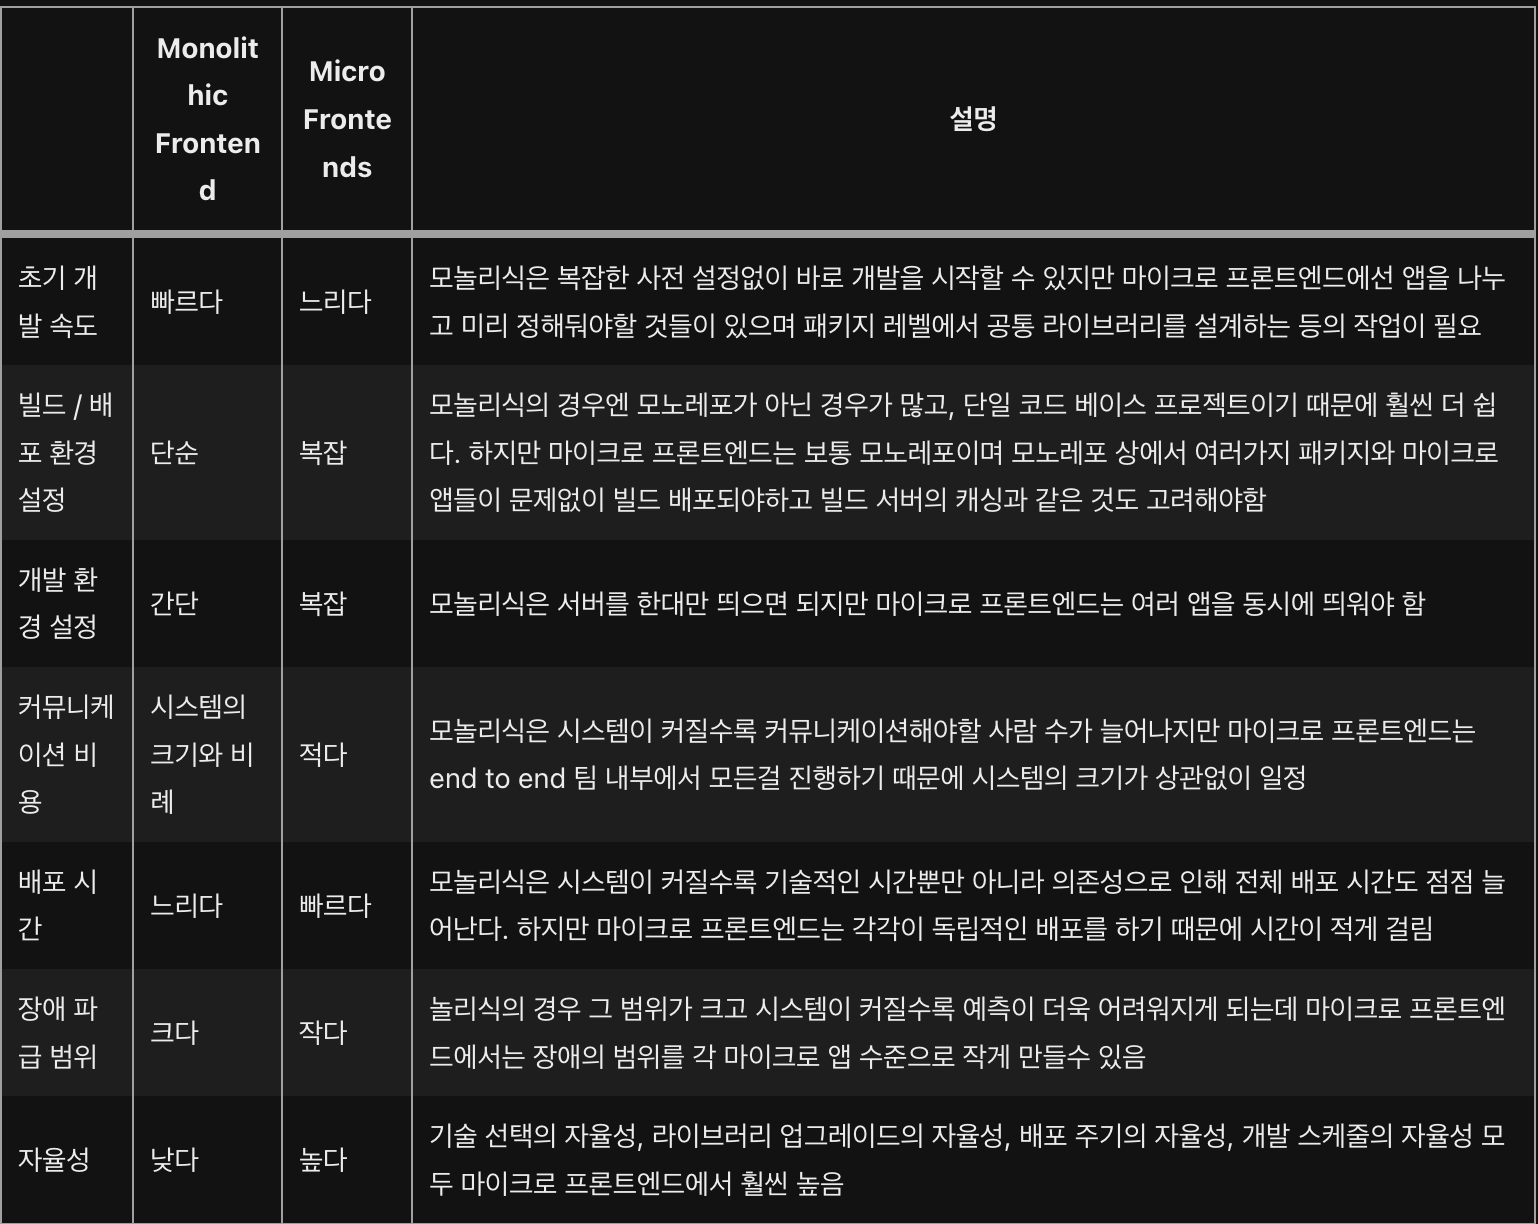 Monolit
hic
Fronten
d
Micro
Fronte
nds
설명
초기 개
발 속도
빠르다
느리다
모놀리식은 복잡한 사전 설정없이 바로 개발을 시작할 수 있지만 마이크로 프론트엔드에선 앱을 나누
고 미리 정해둬야할 것들이 있으며 패키지 레벨에서 공통 라이브러리를 설계하는 등의 작업이 필요
빌드 / 배
포 환경
설정
단순
복잡
모놀리식의 경우엔 모노레포가 아닌 경우가 많고, 단일 코드 베이스 프로젝트이기 때문에 훨씬 더 쉽
다. 하지만 마이크로 프론트엔드는 보통 모노레포이며 모노레포 상에서 여러가지 패키지와 마이크로
앱들이 문제없이 빌드 배포되야하고 빌드 서버의 캐싱과 같은 것도 고려해야함
개발 환
경 설정
간단
복잡
모놀리식은 서버를 한대만 띄으면 되지만 마이크로 프론트엔드는 여러 앱을 동시에 띄워야 함
커뮤니케
이션 비
용
시스템의
크기와 비
례
적다
모놀리식은 시스템이 커질수록 커뮤니케이션해야할 사람 수가 늘어나지만 마이크로 프론트엔드는
end to end 팀 내부에서 모든걸 진행하기 때문에 시스템의 크기가 상관없이 일정
배포 시
간
느리다
빠르다
모놀리식은 시스템이 커질수록 기술적인 시간뿐만 아니라 의존성으로 인해 전체 배포 시간도 점점 늘
어난다. 하지만 마이크로 프론트엔드는 각각이 독립적인 배포를 하기 때문에 시간이 적게 걸림
장애 파
급 범위
크다
작다
놀리식의 경우 그 범위가 크고 시스템이 커질수록 예측이 더욱 어려워지게 되는데 마이크로 프론트엔
드에서는 장애의 범위를 각 마이크로 앱 수준으로 작게 만들수 있음
자율성
낮다
높다
기술 선택의 자율성, 라이브러리 업그레이드의 자율성, 배포 주기의 자율성, 개발 스케줄의 자율성 모
두 마이크로 프론트엔드에서 훨씬 높음